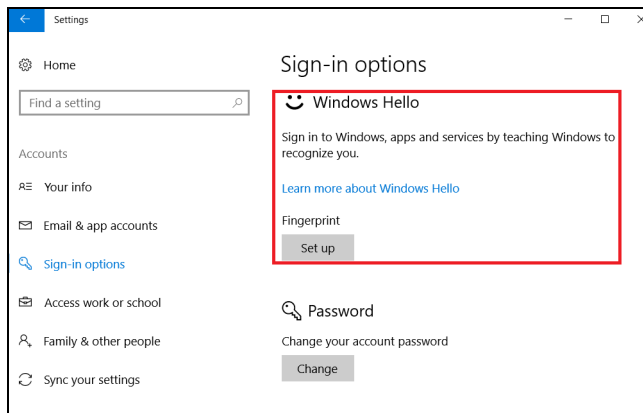 Settings
Home
Find a setting
Accounts
Your info
Email & app accounts
Sign-in options
Access work or school
Family & other people
Sync your settings
Sign-in options
Windows Hello
Sign in to Windows, apps and services by teaching Windows to
recognize you.
Learn more about Windows Hello
Fingerprint
Set up
Password
Change your account password
Change